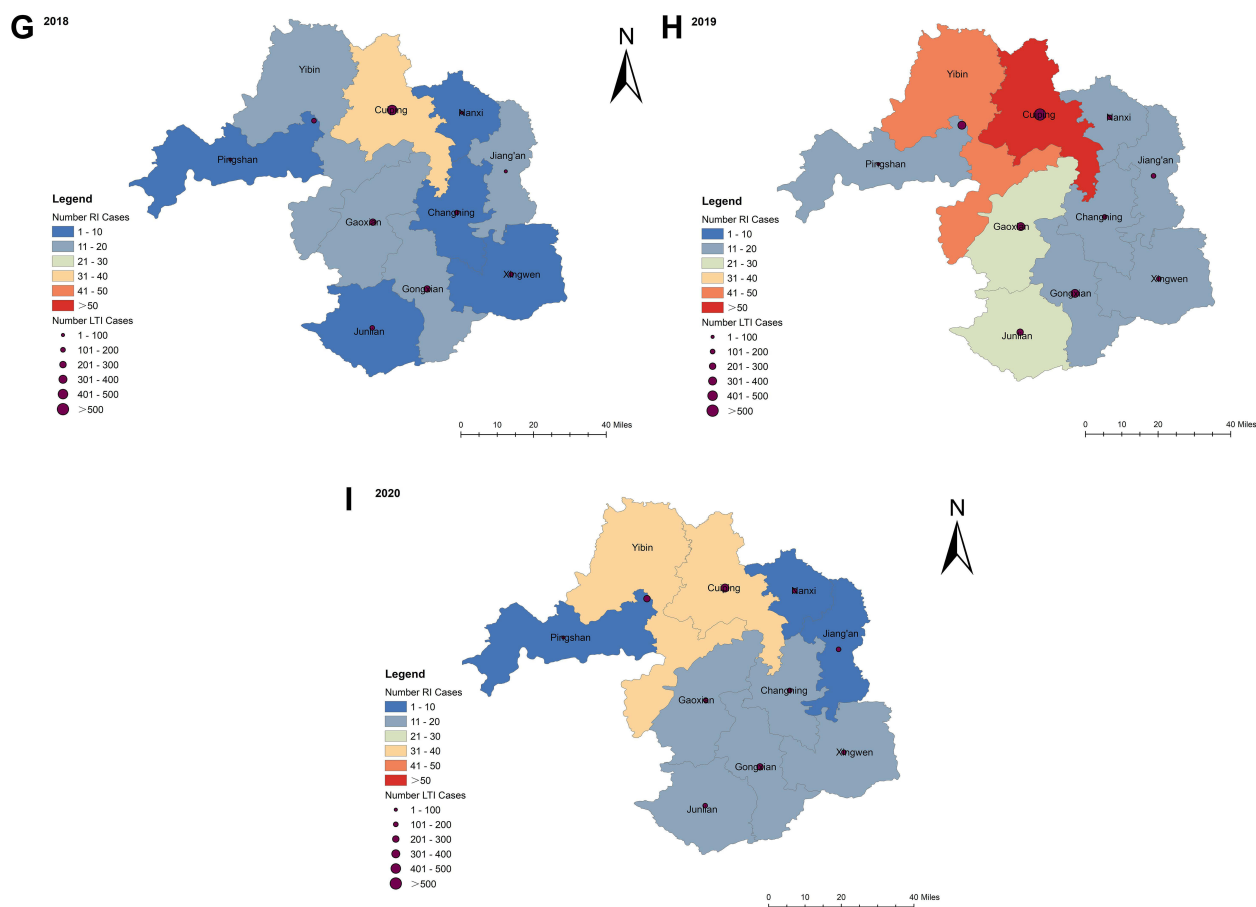 G 2018
N
Yibin
Cuiping
Nanxi
Jiang'an
Pingshan
Changning
Gaoxian
Xingwen
Gongxian
Junlian
Legend
Number RI Cases
1 - 10
11 - 20
21 - 30
31 - 40
41 - 50
>50
Number LTI Cases
1 - 100
101 - 200
201 - 300
301 - 400
401 - 500
>500
0 10 20 40 Miles
H 2019
Yibin
Cuiping
Nanxi
Jiang'an
Pingshan
Changning
Gaoxian
Xingwen
Gongxian
Junlian
Legend
Number RI Cases
1 - 10
11 - 20
21 - 30
31 - 40
41 - 50
>50
Number LTI Cases
1 - 100
101 - 200
201 - 300
301 - 400
401 - 500
>500
0 10 20 40 Miles
I 2020
N
Yibin
Cuiping
Nanxi
Jiang'an
Pingshan
Changning
Gaoxian
Xingwen
Gongxian
Junlian
Legend
Number RI Cases
1 - 10
11 - 20
21 - 30
31 - 40
41 - 50
>50
Number LTI Cases
1 - 100
101 - 200
201 - 300
301 - 400
401 - 500
>500
0 10 20 40 Miles